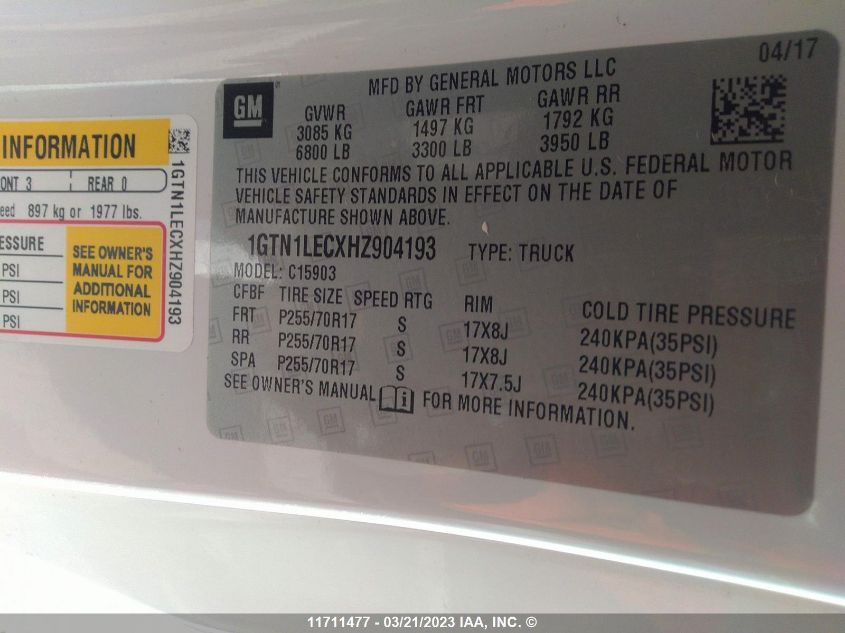 INFORMATION
ONT 3 REAR 0
eed 897 kg or 1977 lbs.
ESSURE
PSI
PSI
PSI
SEE OWNER'S
MANUAL FOR
ADDITIONAL
INFORMATION
1GTN1LECXHZ904193
GM
04/17
MFD BY GENERAL MOTORS LLC
GVWR GAWR FRT GAWR RR
3085 KG 1497 KG 1792 KG
6800 LB 3300 LB 3950 LB
THIS VEHICLE CONFORMS TO ALL APPLICABLE U.S. FEDERAL MOTOR
VEHICLE SAFETY STANDARDS IN EFFECT ON THE DATE OF
MANUFACTURE SHOWN ABOVE.
1GTN1LECXHZ904193 TYPE: TRUCK
MODEL: C15903
CFBF TIRE SIZE SPEED RTG RIM COLD TIRE PRESSURE
FRT P255/70R17 S 17X8J 240KPA(35PSI)
RR P255/70R17 S 17X8J 240KPA(35PSI)
SPA P255/70R17 S 17X7.5J 240KPA(35PSI)
SEE OWNER'S MANUAL FOR MORE INFORMATION.
11711477 - 03/21/2023 IAA, INC. ©